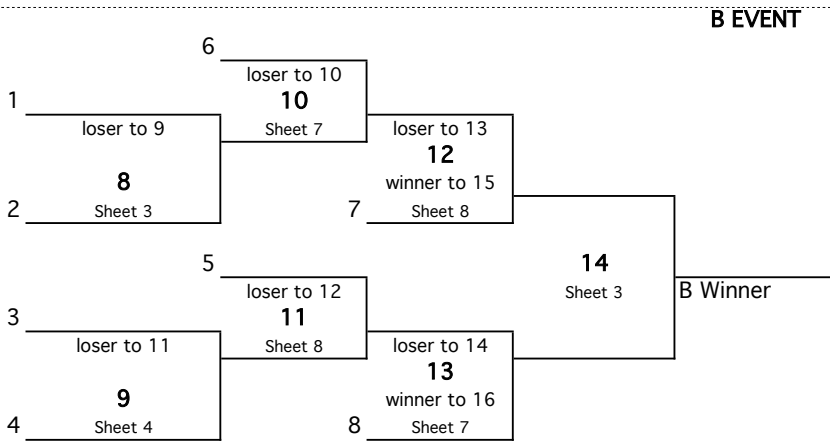 B EVENT
6
loser to 10
10
Sheet 7
1
loser to 9
8
Sheet 3
2
loser to 13
12
winner to 15
Sheet 8
7
14
Sheet 3
B Winner
5
loser to 12
11
Sheet 8
3
loser to 11
9
Sheet 4
4
loser to 14
13
winner to 16
Sheet 7
8